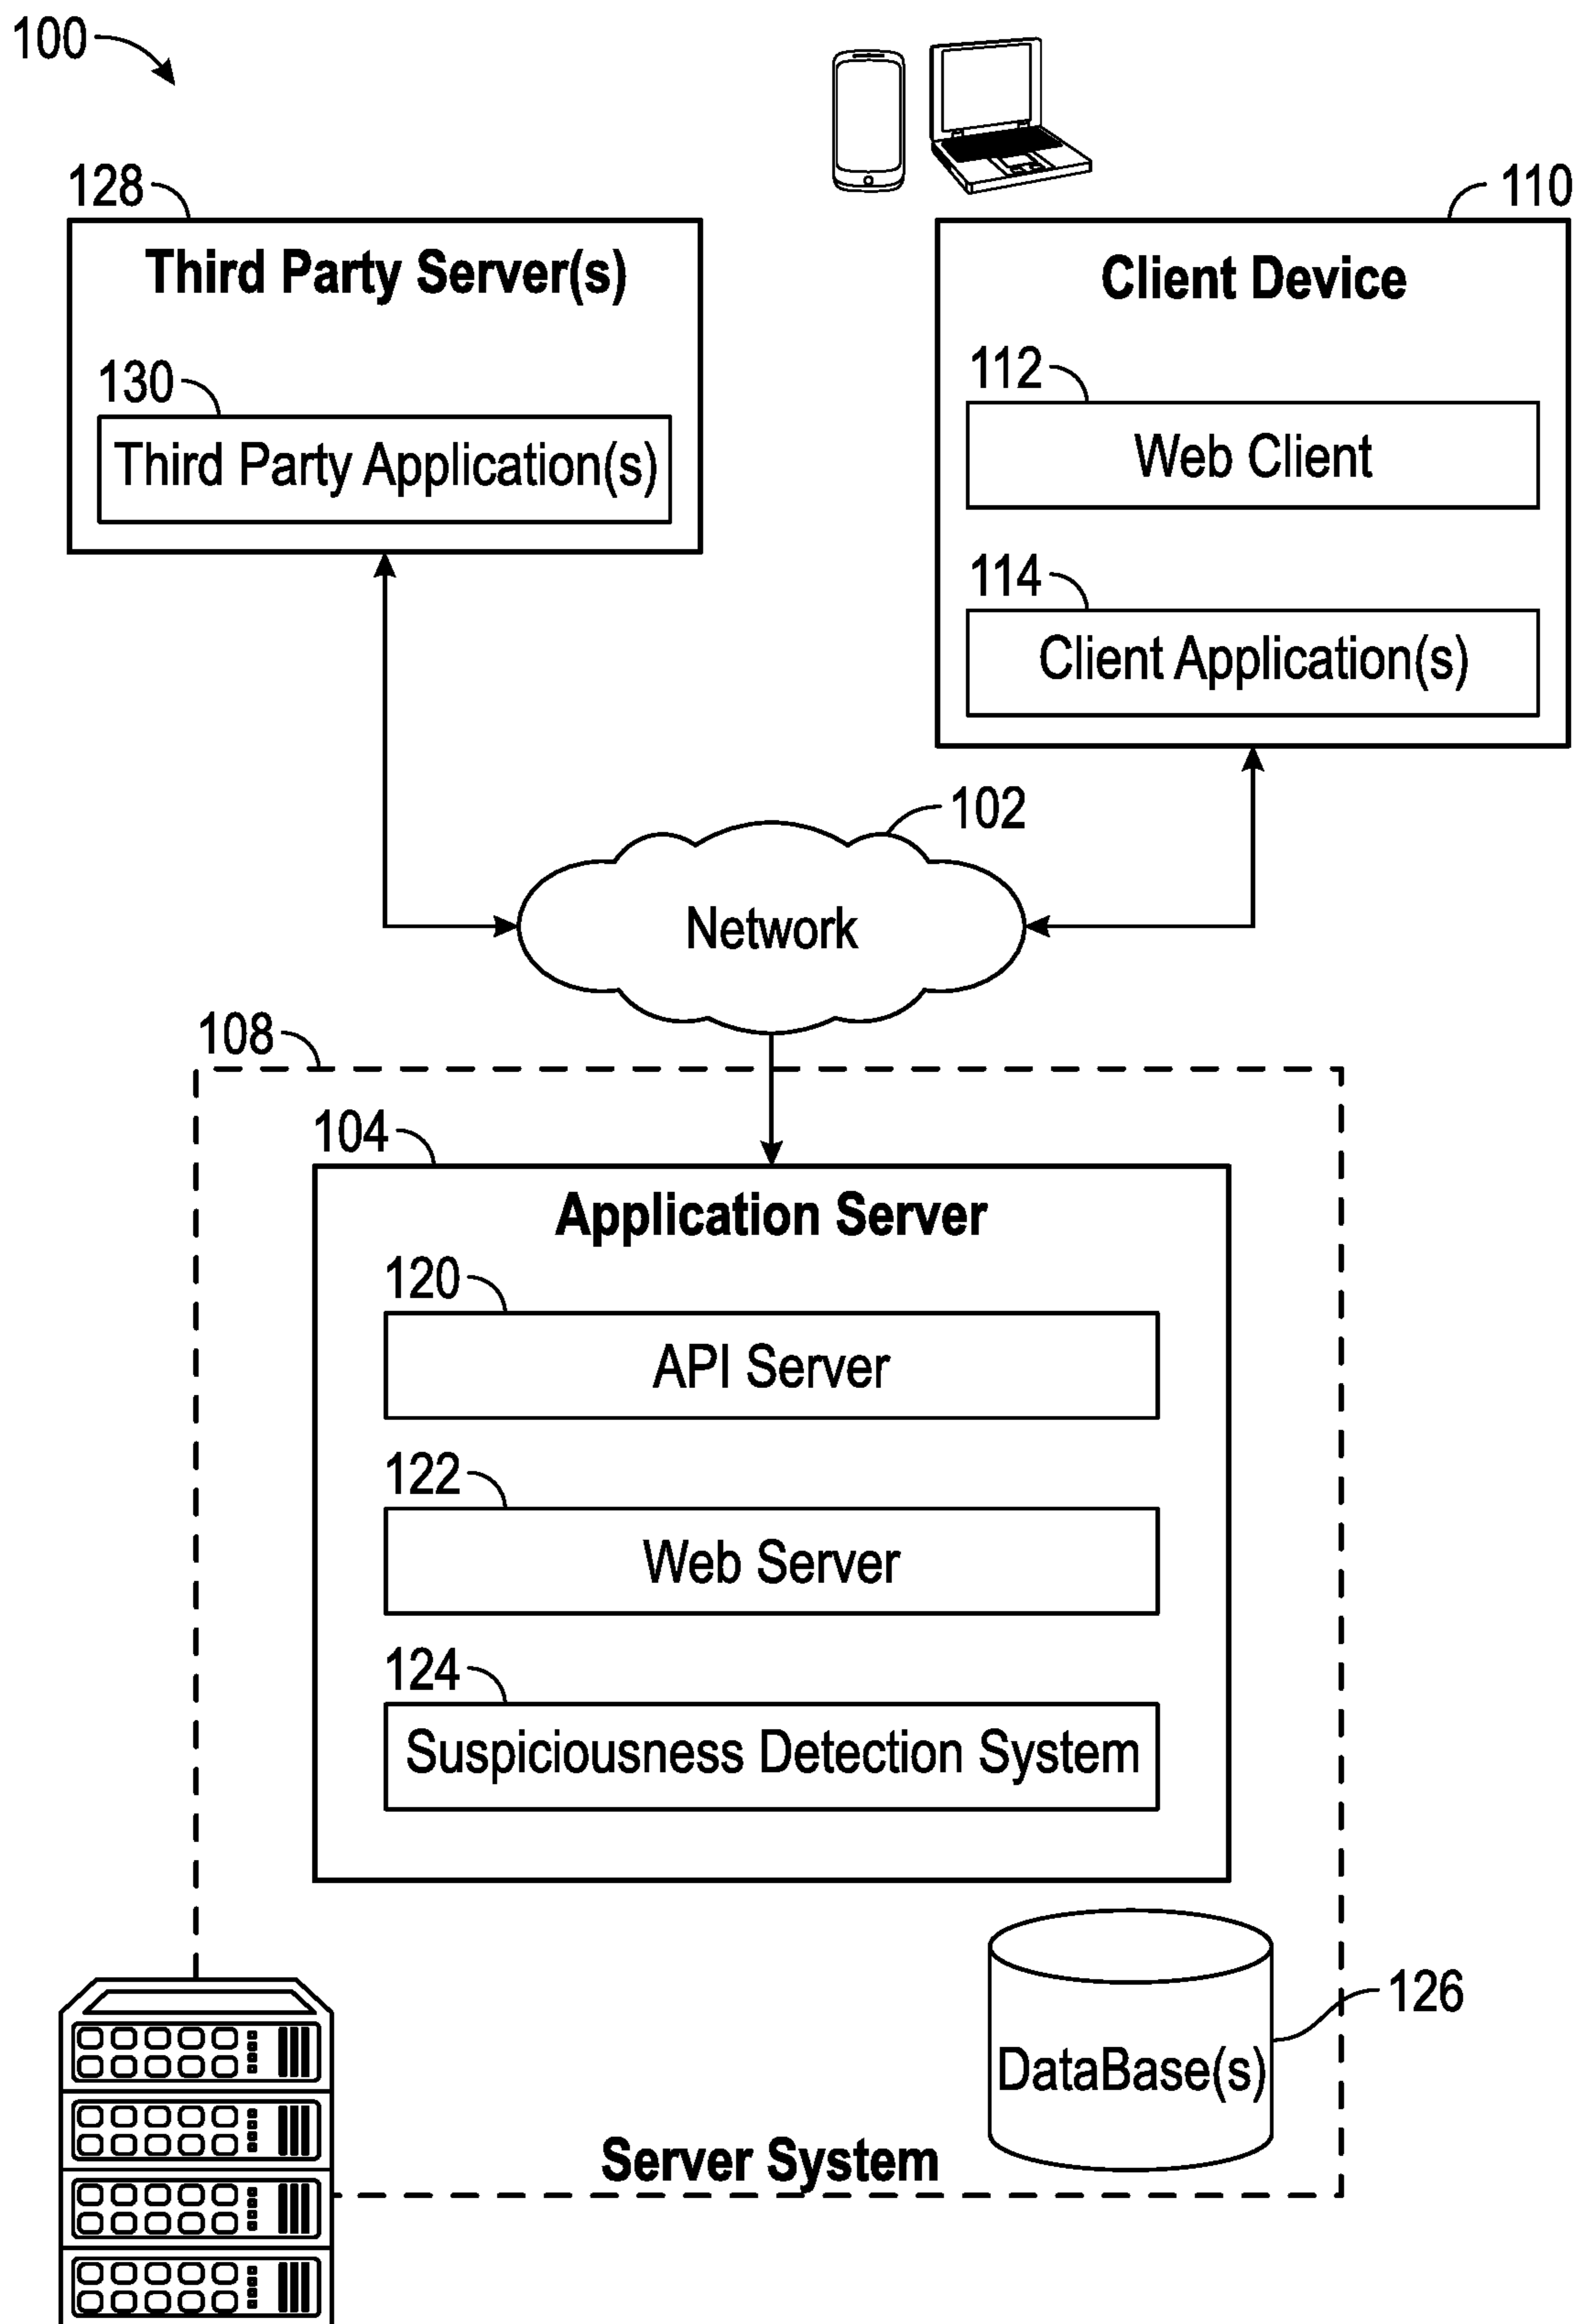 100
128
Third Party Server(s)
130
Third Party Application(s)
110
Client Device
112
Web Client
114
Client Application(s)
102
Network
108
104
Application Server
120
API Server
122
Web Server
124
Suspiciousness Detection System
126
DataBase(s)
Server System